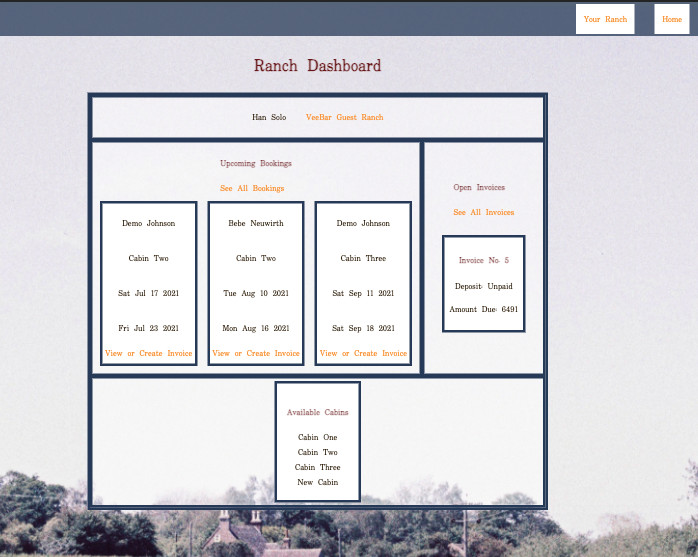 Your Ranch
Home
Ranch Dashboard
Han Solo VeeBar Guest Ranch
Upcoming Bookings
See All Bookings
Demo Johnson
Cabin Two
Sat Jul 17 2021
Fri Jul 23 2021
View or Create Invoice
Bebe Neuwirth
Cabin Two
Tue Aug 10 2021
Mon Aug 16 2021
View or Create Invoice
Demo Johnson
Cabin Three
Sat Sep 11 2021
Sat Sep 18 2021
View or Create Invoice
Open Invoices
See All Invoices
Invoice No: 5
Deposit: Unpaid
Amount Due: 6491
Available Cabins
Cabin One
Cabin Two
Cabin Three
New Cabin